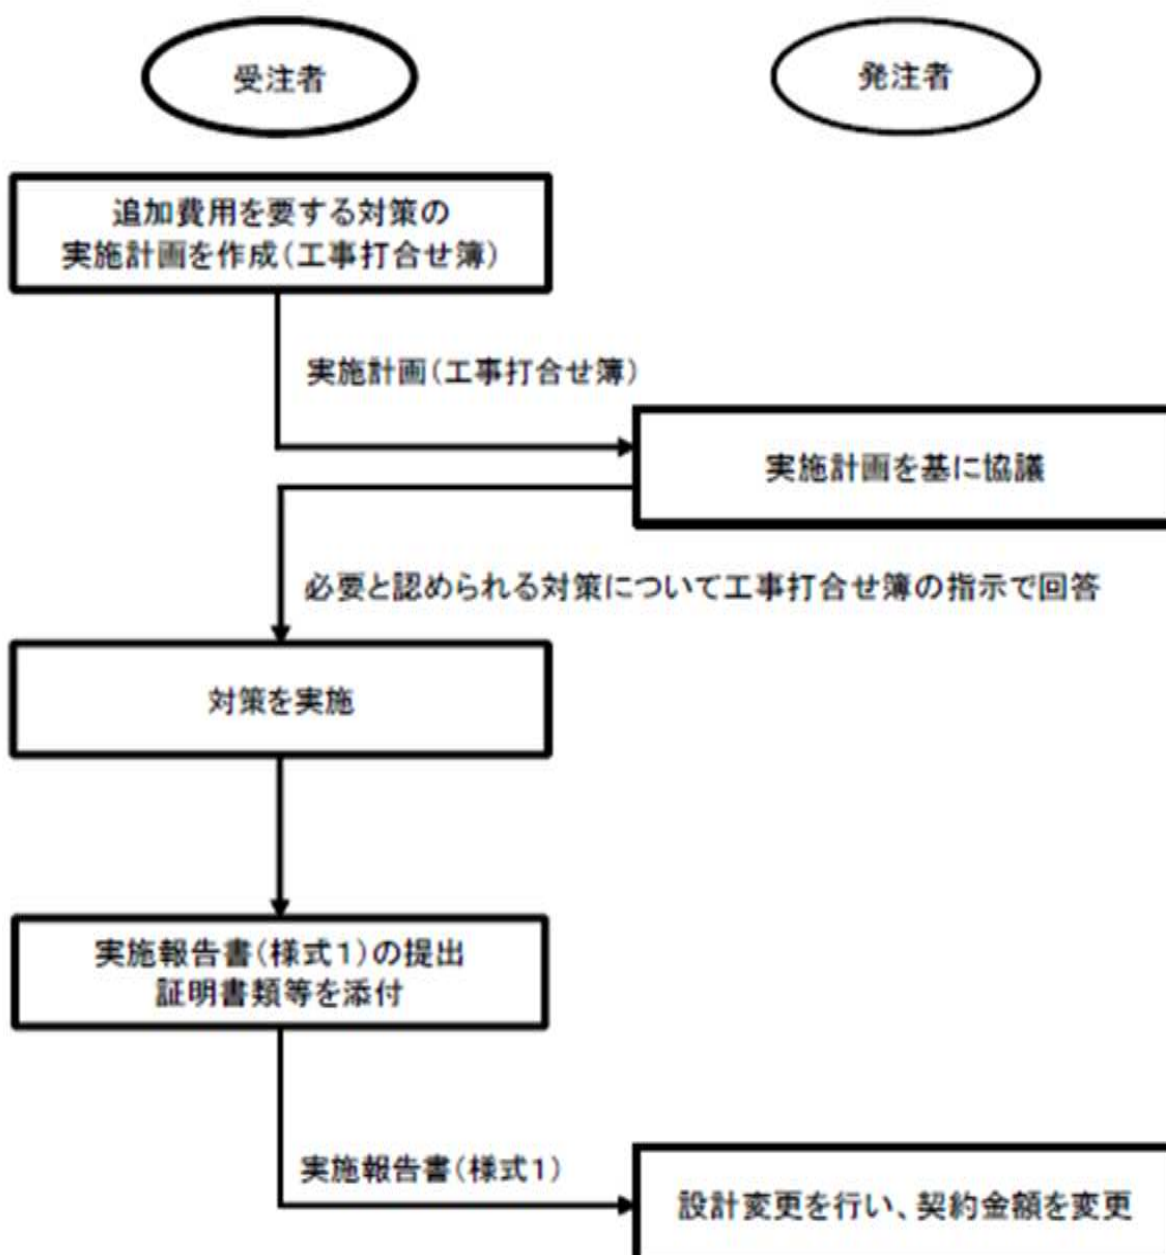 受注者
発注者
追加費用を要する対策の
実施計画を作成(工事打合せ簿)
実施計画(工事打合せ簿)
実施計画を基に協議
必要と認められる対策について工事打合せ簿の指示で回答
対策を実施
実施報告書(様式1)の提出
証明書類等を添付
実施報告書(様式1)
設計変更を行い、契約金額を変更